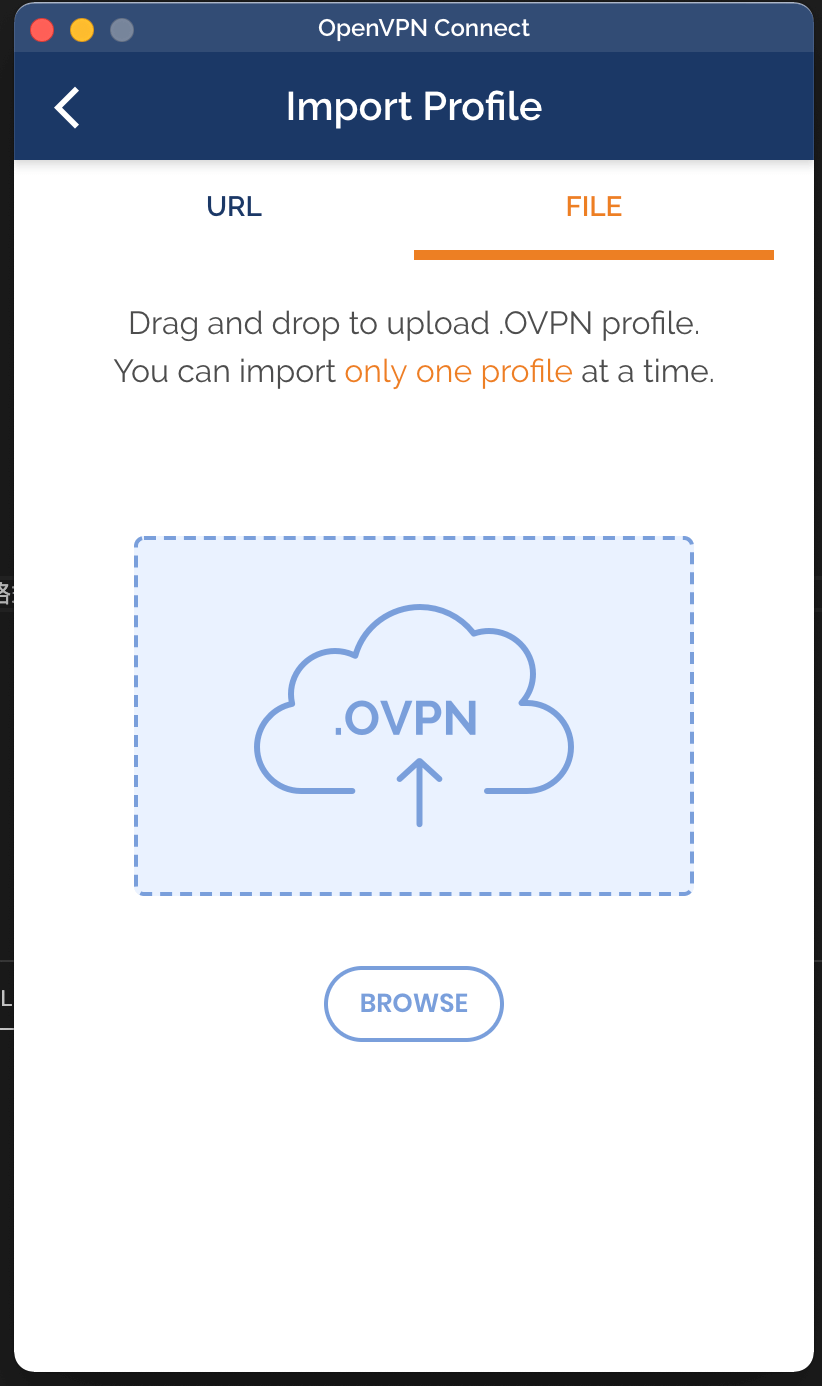 OpenVPN Connect
Import Profile
URL
FILE
Drag and drop to upload .OVPN profile.
You can import only one profile at a time.
.OVPN
BROWSE
L